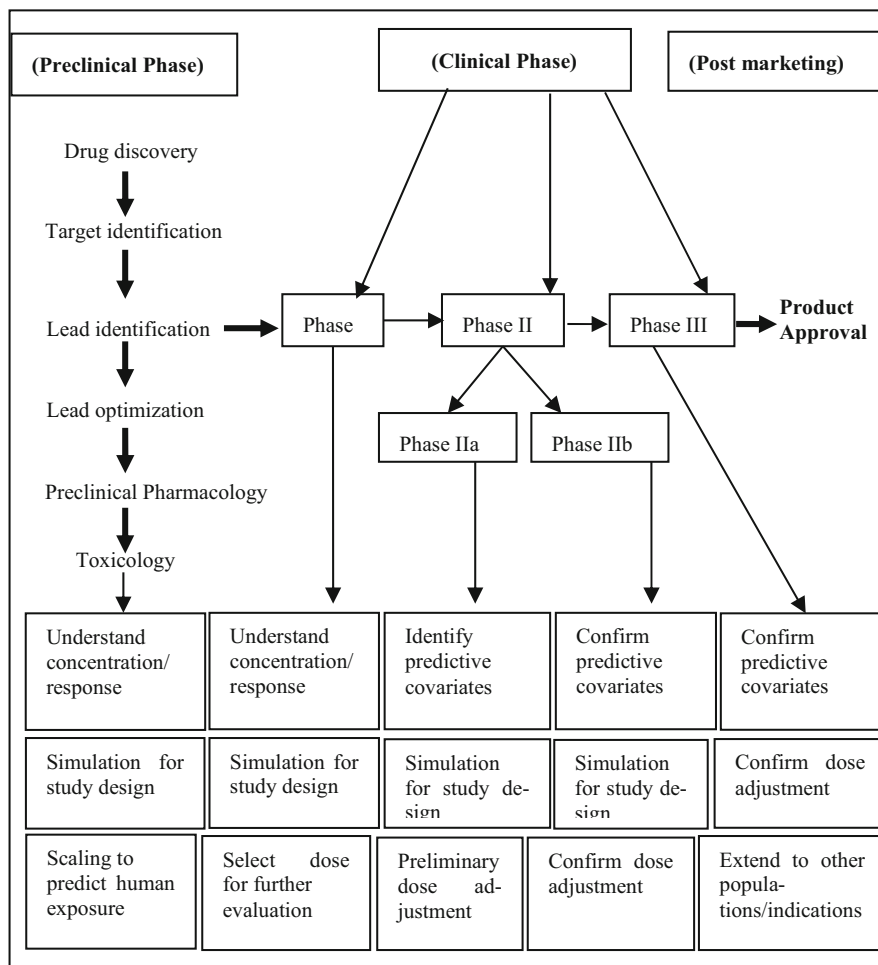 (Preclinical Phase)
(Clinical Phase)
(Post marketing)
Drug discovery
Target identification
Lead identification
Lead optimization
Preclinical Pharmacology
Toxicology
Phase
Phase II
Phase III
Product
Approval
Phase IIa
Phase IIb
Understand
concentration/
response
Understand
concentration/
response
Identify
predictive
covariates
Confirm
predictive
covariates
Confirm
predictive
covariates
Simulation for
study design
Simulation for
study design
Simulation
for study de-
sign
Simulation
for study de-
sign
Confirm dose
adjustment
Scaling to
predict human
exposure
Select dose
for further
evaluation
Preliminary
dose ad-
justment
Confirm dose
adjustment
Extend to other
popula-
tions/indications